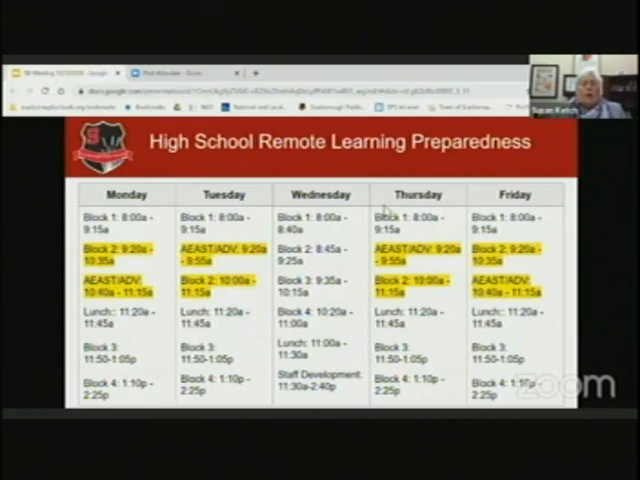 High School Remote Learning Preparedness
Monday
Tuesday
Wednesday
Thursday
Friday
Block 1: 8:00a -
9:15a
Block 2: 9:20a -
10:35a
AEAST/ADV:
10:40a - 11:15a
Lunch:: 11:20a -
11:45a
Block 3:
11:50-1:05p
Block 4: 1:10p -
2:25p
Block 1: 8:00a -
9:15a
AEAST/ADV: 9:20a
- 9:55a
Block 2: 10:00a -
11:15a
Lunch: 11:20a -
11:45a
Block 3:
11:50-1:05p
Block 4: 1:10p -
2:25p
Block 1: 8:00a -
8:40a
Block 2: 8:45a -
9:25a
Block 3: 9:35a -
10:15a
Block 4: 10:20a -
11:00a
Lunch: 11:00a -
11:30a
Staff Development:
11:30a-2:40p
Block 1: 8:00a -
9:15a
AEAST/ADV: 9:20a
- 9:55a
Block 2: 10:00a -
11:15a
Lunch: 11:20a -
11:45a
Block 3:
11:50-1:05p
Block 4: 1:10p -
2:25p
Block 1: 8:00a -
9:15a
Block 2: 9:20a -
10:35a
AEAST/ADV:
10:40a - 11:15a
Lunch:: 11:20a -
11:45a
Block 3:
11:50-1:05p
Block 4: 1:10p -
2:25p
zoom